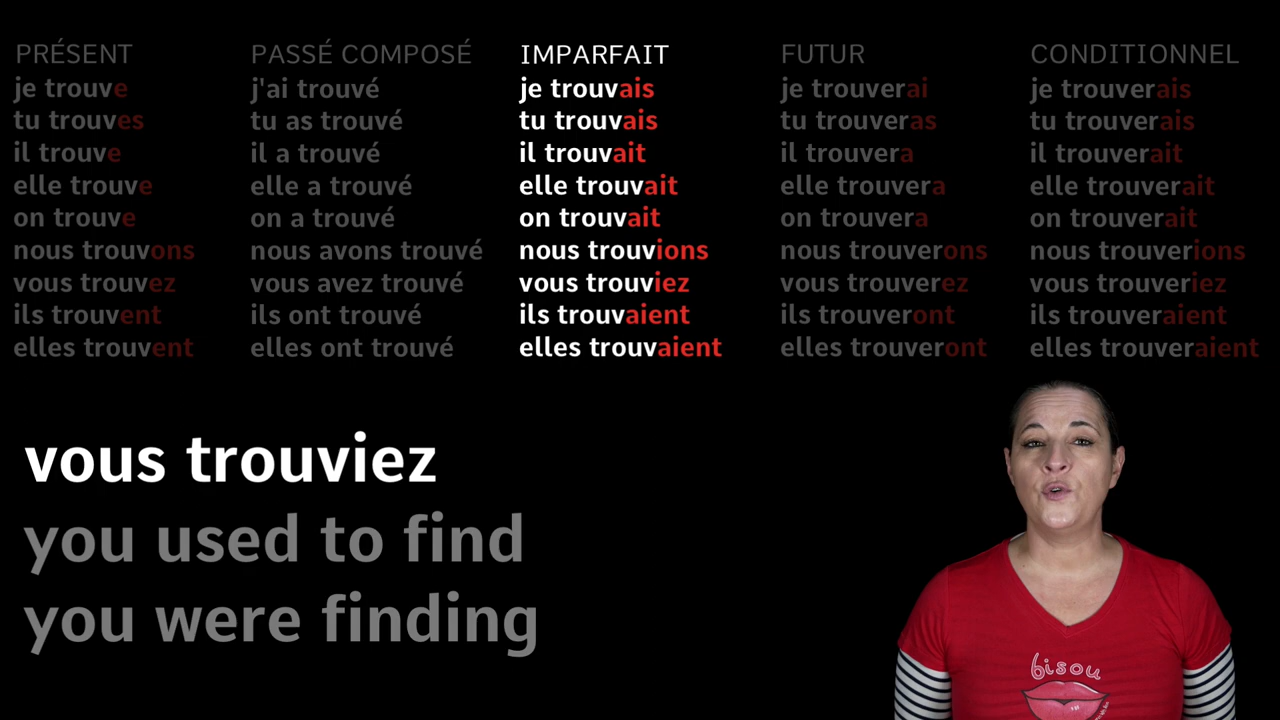 PRÉSENT
je trouve
tu trouves
il trouve
elle trouve
on trouve
nous trouvons
vous trouvez
ils trouvent
elles trouvent
PASSÉ COMPOSÉ
j'ai trouvé
tu as trouvé
il a trouvé
elle a trouvé
on a trouvé
nous avons trouvé
vous avez trouvé
ils ont trouvé
elles ont trouvé
IMPARFAIT
je trouvais
tu trouvais
il trouvait
elle trouvait
on trouvait
nous trouvions
vous trouviez
ils trouvaient
elles trouvaient
FUTUR
je trouverai
tu trouveras
il trouvera
elle trouvera
on trouvera
nous trouverons
vous trouverez
ils trouveront
elles trouveront
CONDITIONNEL
je trouverais
tu trouverais
il trouverait
elle trouverait
on trouverait
nous trouverions
vous trouveriez
ils trouveraient
elles trouveraient
vous trouviez
you used to find
you were finding
bisou